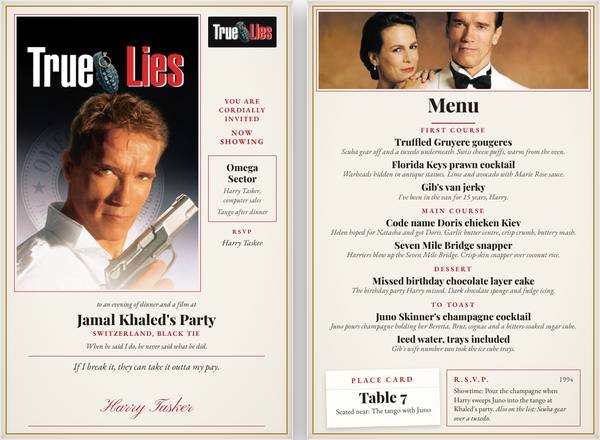 True Lies
True Lies
YOU ARE
CORDIALLY
INVITED
NOW
SHOWING
Omega
Sector
Harry Tasker,
computer sales
Tango after dinner
RSVP
Harry Tasker
to an evening of dinner and a film at
Jamal Khaled's Party
SWITZERLAND, BLACK TIE
When he said I do, he never said what he did.
If I break it, they can take it outta my pay.
Harry Tasker
Menu
FIRST COURSE
Truffled Gruyere gougeres
Scuba gear off and a tuxedo underneath. Swiss cheese puffs, warm from the oven.
Florida Keys prawn cocktail
Warheads hidden in antique statues. Lime and avocado with Marie Rose sauce.
Gib's van jerky
I've been in the van for 15 years, Harry.
MAIN COURSE
Code name Doris chicken Kiev
Helen hoped for Natasha and got Doris. Garlic butter centre, crisp crumb, buttery mash.
Seven Mile Bridge snapper
Harriers blow up the Seven Mile Bridge. Crisp-skin snapper over coconut rice.
DESSERT
Missed birthday chocolate layer cake
The birthday party Harry missed. Dark chocolate sponge and fudge icing.
TO TOAST
Juno Skinner's champagne cocktail
Juno pours champagne holding her Beretta. Brut, cognac and a bitters-soaked sugar cube.
Iced water, trays included
Gib's wife number two took the ice cube trays.
PLACE CARD
Table 7
Seated near: The tango with Juno
R.S.V.P. 1994
Showtime: Pour the champagne when
Harry sweeps Juno into the tango at
Khaled's party. Also on the list: Scuba gear
over a tuxedo.